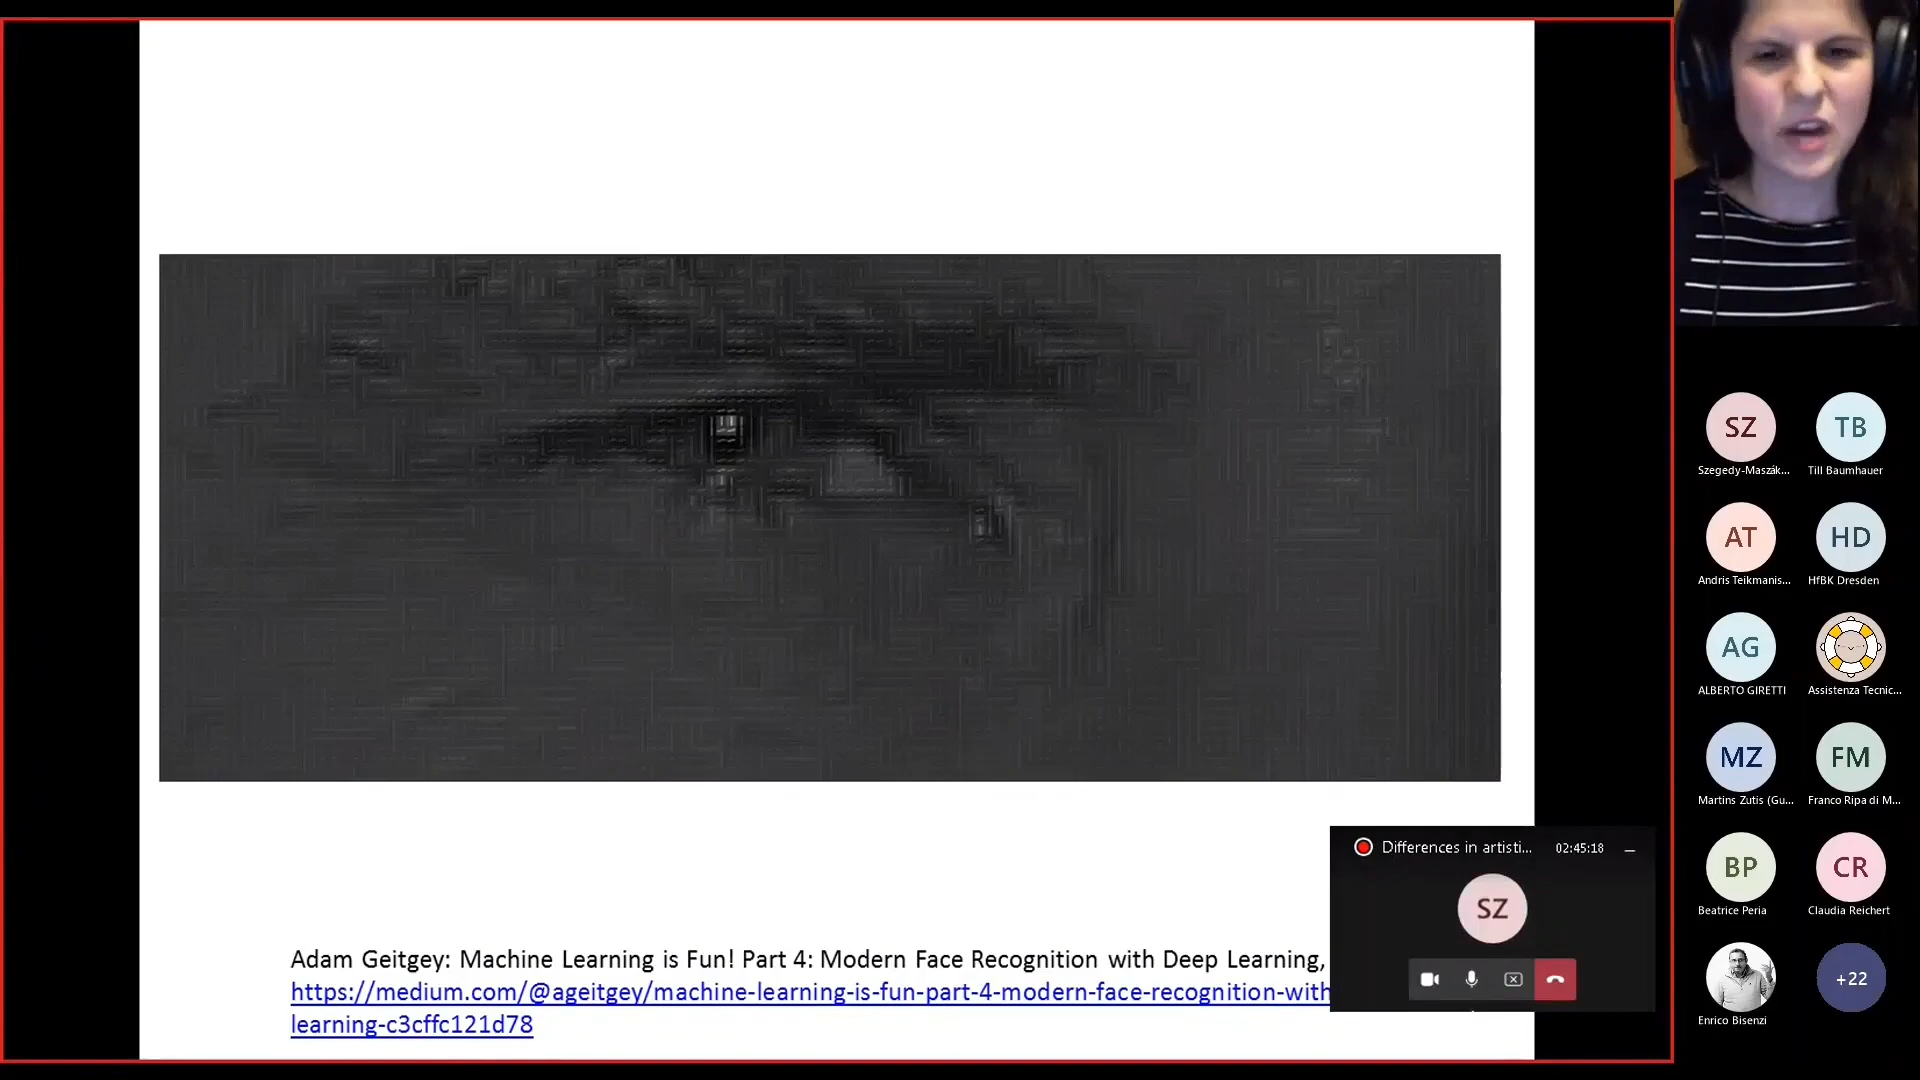 Adam Geitgey: Machine Learning is Fun! Part 4: Modern Face Recognition with Deep Learning,
https://medium.com/@ageitgey/machine-learning-is-fun-part-4-modern-face-recognition-with
learning-c3cffc121d78
Differences in artisti... 02:45:18
SZ
SZ TB
Szegedy-Maszák... Till Baumhauer
AT HD
Andris Teikmanis... HfBK Dresden
AG
ALBERTO GIRETTI Assistenza Tecnic...
MZ FM
Martins Zutis (Gu... Franco Ripa di M...
BP CR
Beatrice Peria Claudia Reichert
+22
Enrico Bisenzi